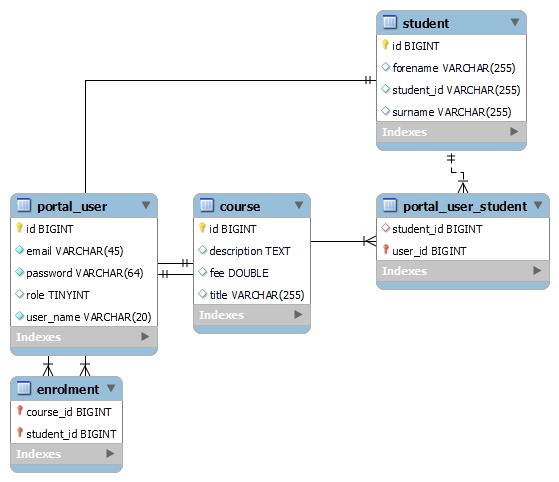 student
id BIGINT
forename VARCHAR(255)
student_id VARCHAR(255)
surname VARCHAR(255)
Indexes
portal_user
id BIGINT
email VARCHAR(45)
password VARCHAR(64)
role TINYINT
user_name VARCHAR(20)
Indexes
course
id BIGINT
description TEXT
fee DOUBLE
title VARCHAR(255)
Indexes
portal_user_student
student_id BIGINT
user_id BIGINT
Indexes
enrolment
course_id BIGINT
student_id BIGINT
Indexes